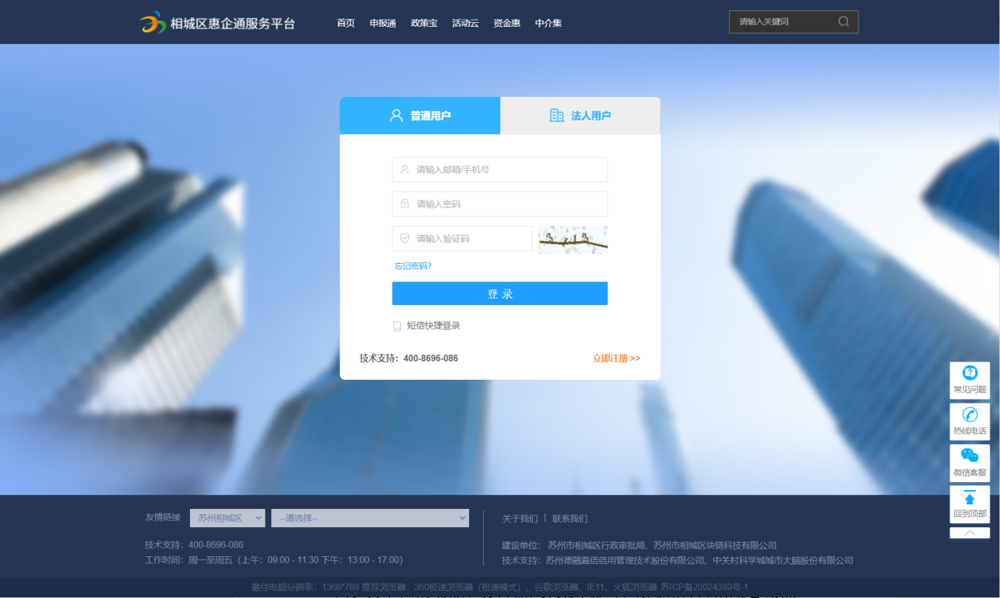 相城区惠企通服务平台
首页 申报通 政策宝 活动云 资金惠 中介集
请输入关键词
普通用户 法人用户
请输入邮箱/手机号
请输入密码
请输入验证码
忘记密码?
登 录
短信快捷登录
技术支持：400-8696-086 立即注册 >>
常见问题
热线电话
微信客服
回到顶部
友情链接 苏州相城区 --请选择--
关于我们 | 联系我们
技术支持：400-8696-086
工作时间：周一至周五（上午：09:00 - 11:30 下午：13:00 - 17:00）
建设单位： 苏州市相城区行政审批局、苏州市相城区块链科技有限公司
技术支持：苏州德融嘉信信用管理技术股份有限公司、中关村科学城城市大脑股份有限公司
最佳电脑分辨率：1366*768 推荐浏览器：360极速浏览器（极速模式）、谷歌浏览器、IE11、火狐浏览器 苏ICP备20024389号-1